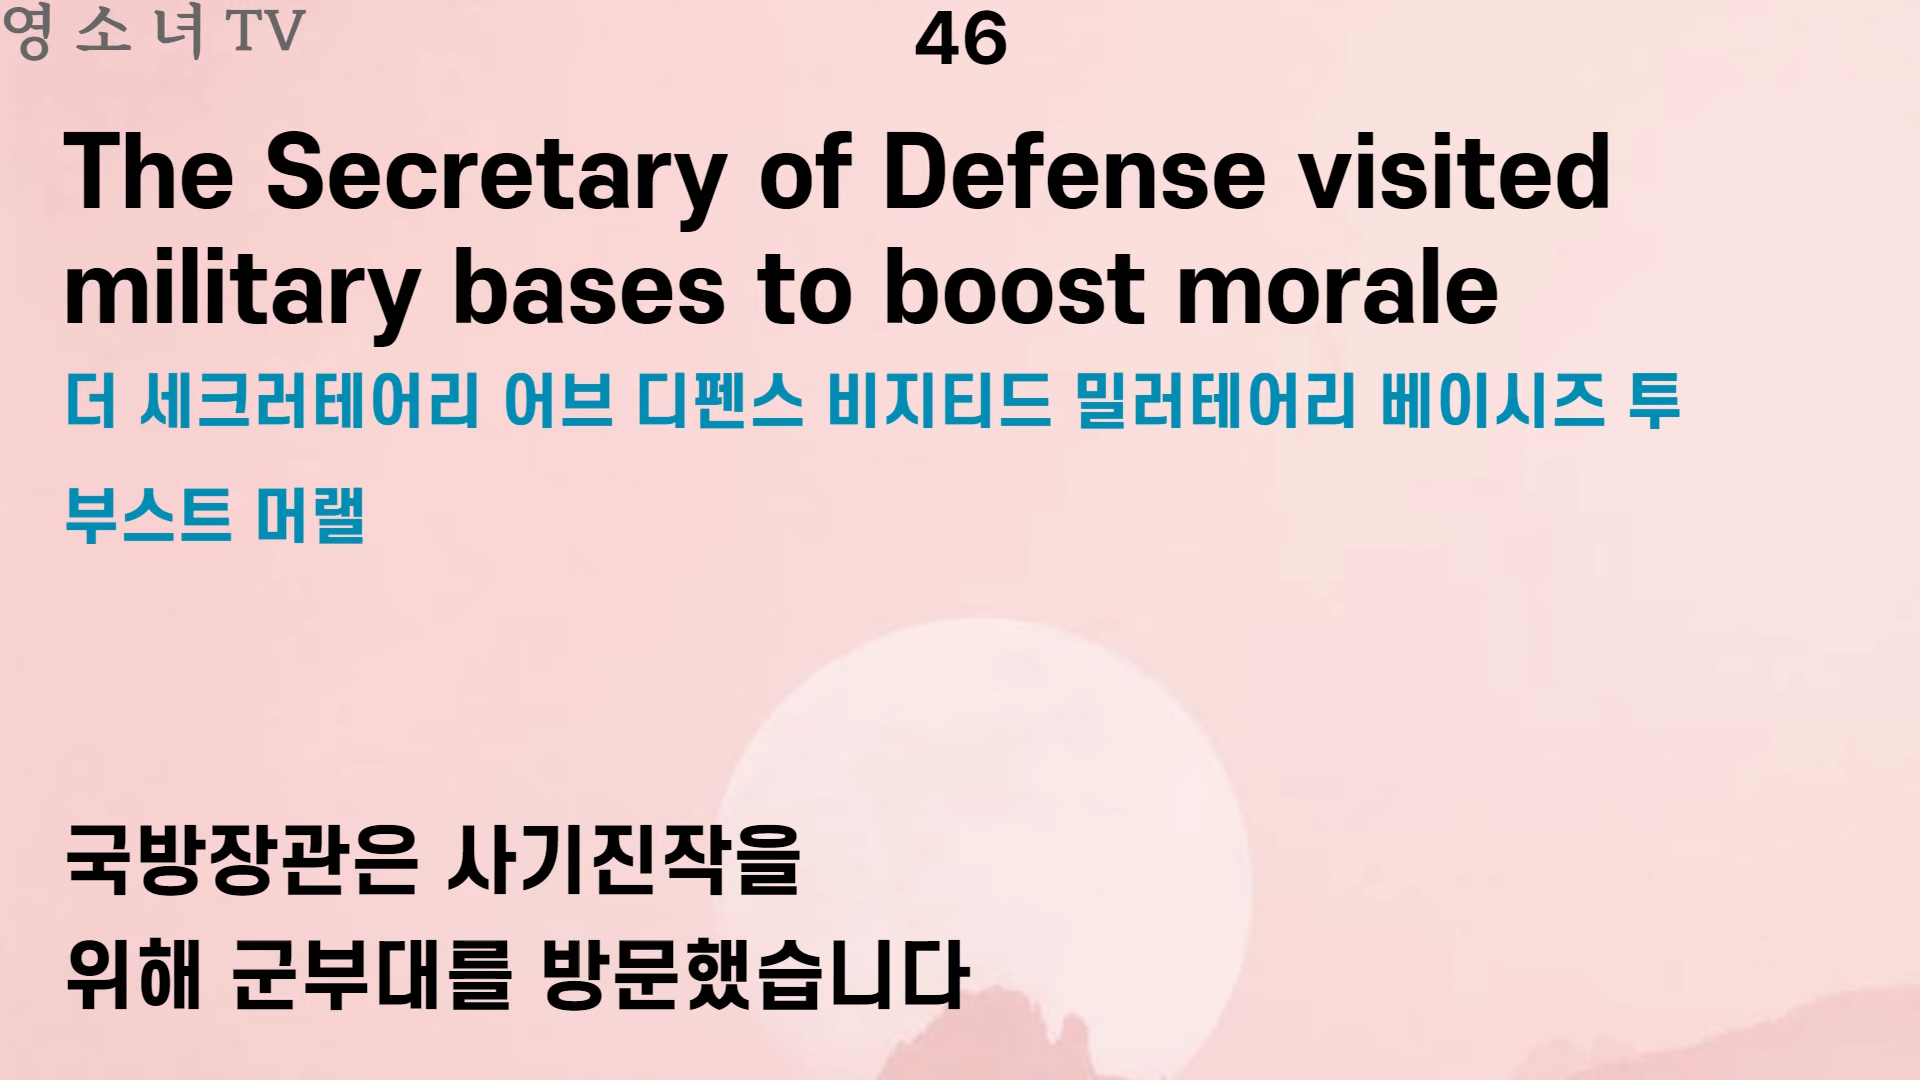 영소녀TV
46
The Secretary of Defense visited
military bases to boost morale
더 세크러테어리 어브 디펜스 비지티드 밀러테어리 베이시즈 투
부스트 머랠
국방장관은 사기진작을
위해 군부대를 방문했습니다